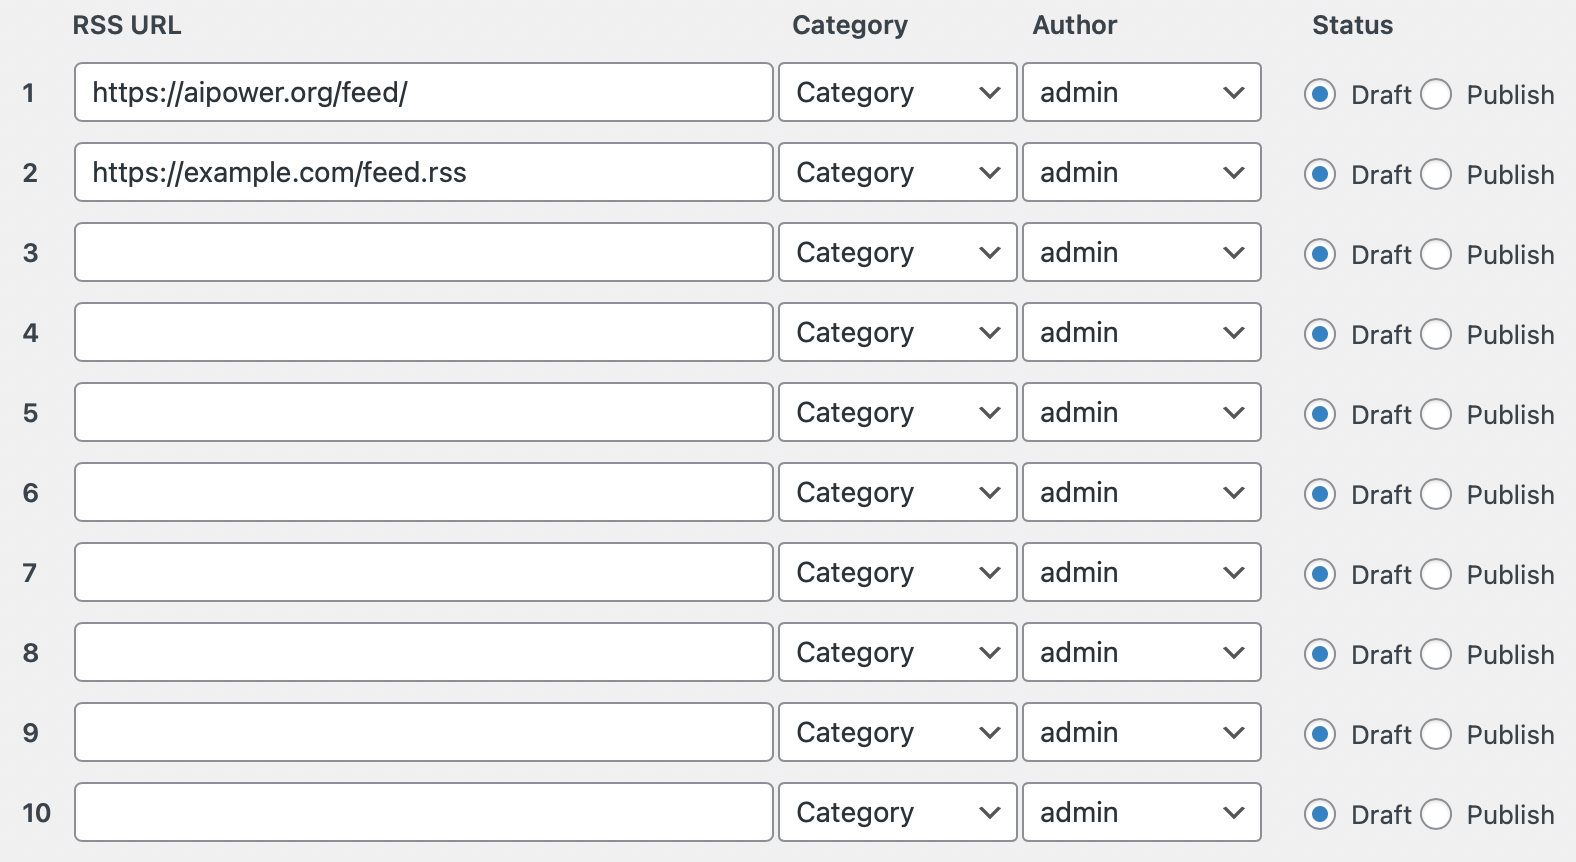 RSS URL Category Author Status
1 https://aipower.org/feed/ Category admin Draft Publish
2 https://example.com/feed.rss Category admin Draft Publish
3 Category admin Draft Publish
4 Category admin Draft Publish
5 Category admin Draft Publish
6 Category admin Draft Publish
7 Category admin Draft Publish
8 Category admin Draft Publish
9 Category admin Draft Publish
10 Category admin Draft Publish